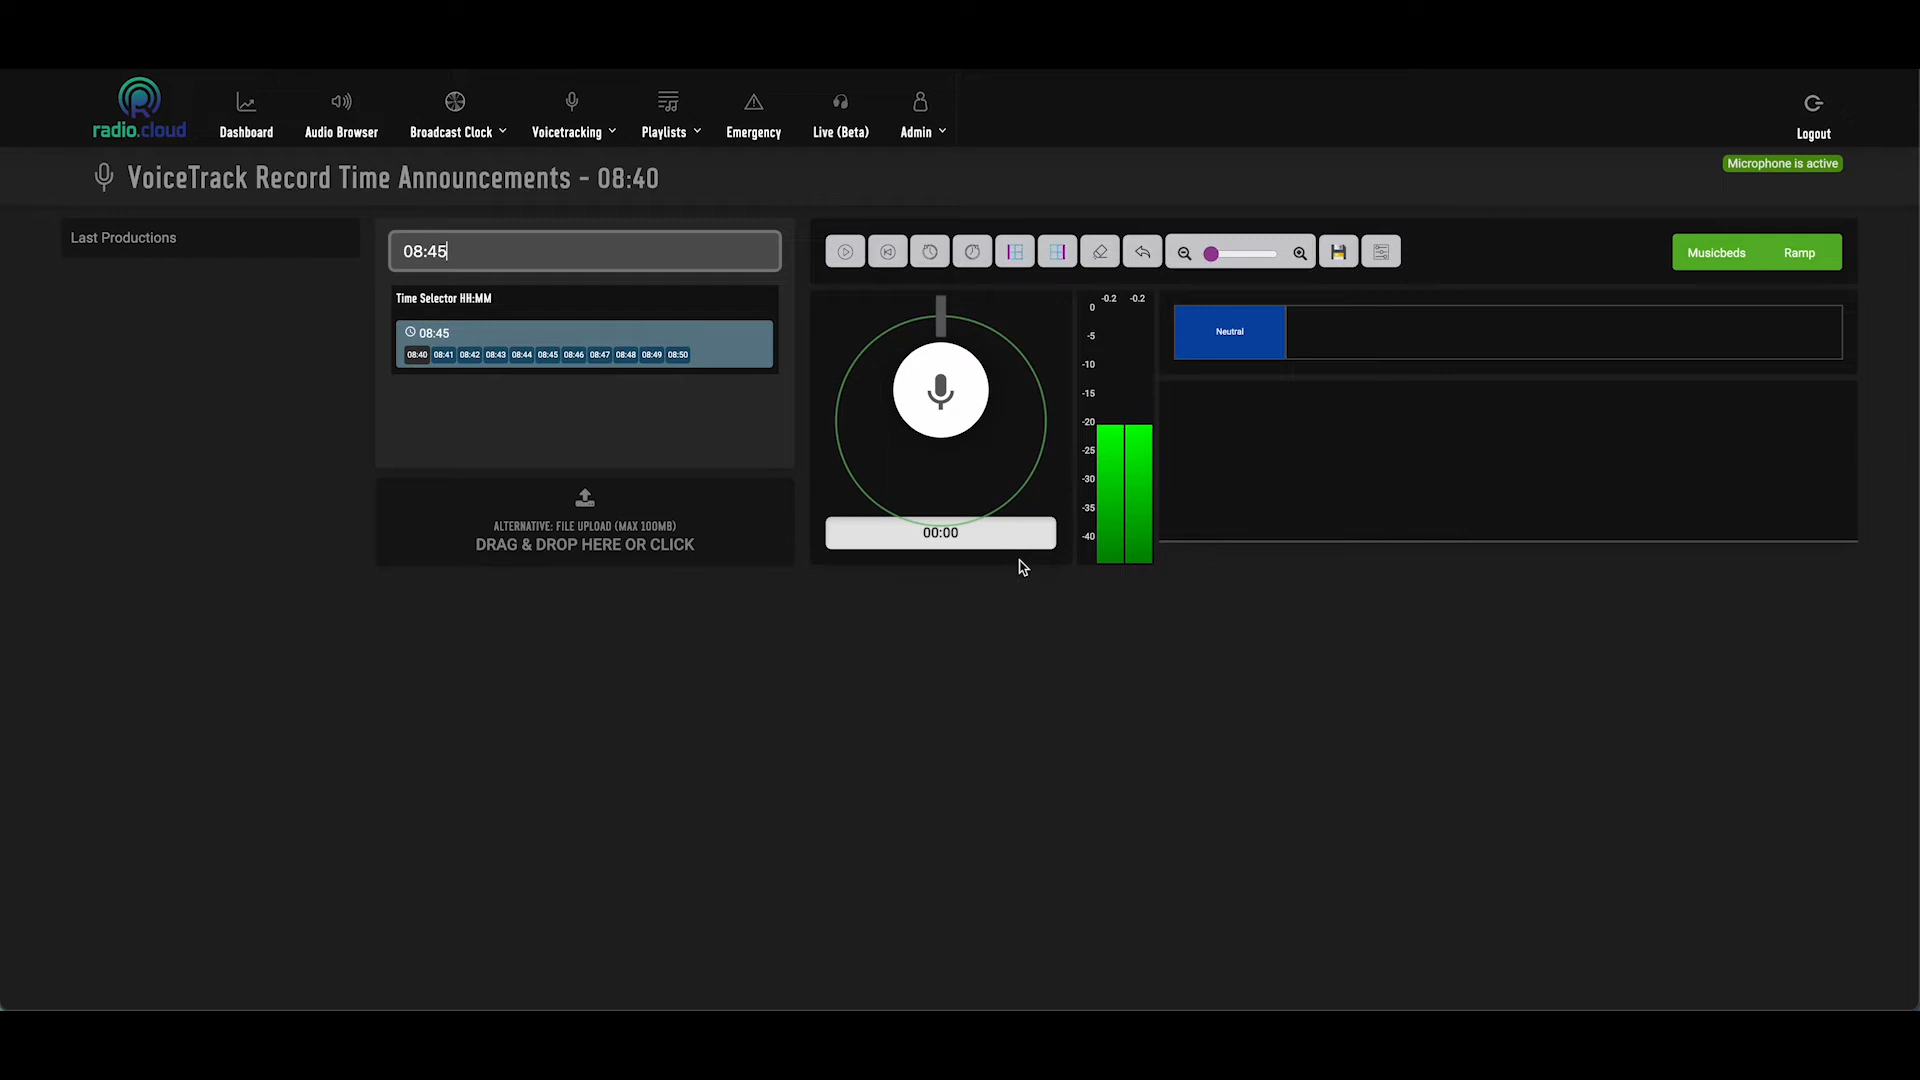 radio.cloud
Dashboard
Audio Browser
Broadcast Clock
Voicetracking
Playlists
Emergency
Live (Beta)
Admin
Logout
VoiceTrack Record Time Announcements - 08:40
Microphone is active
Last Productions
08:45
Time Selector HH:MM
08:45
08:40 08:41 08:42 08:43 08:44 08:45 08:46 08:47 08:48 08:49 08:50
ALTERNATIVE: FILE UPLOAD (MAX 100MB)
DRAG & DROP HERE OR CLICK
00:00
-0.2 -0.2
0
-5
-10
-15
-20
-25
-30
-35
-40
Musicbeds
Ramp
Neutral